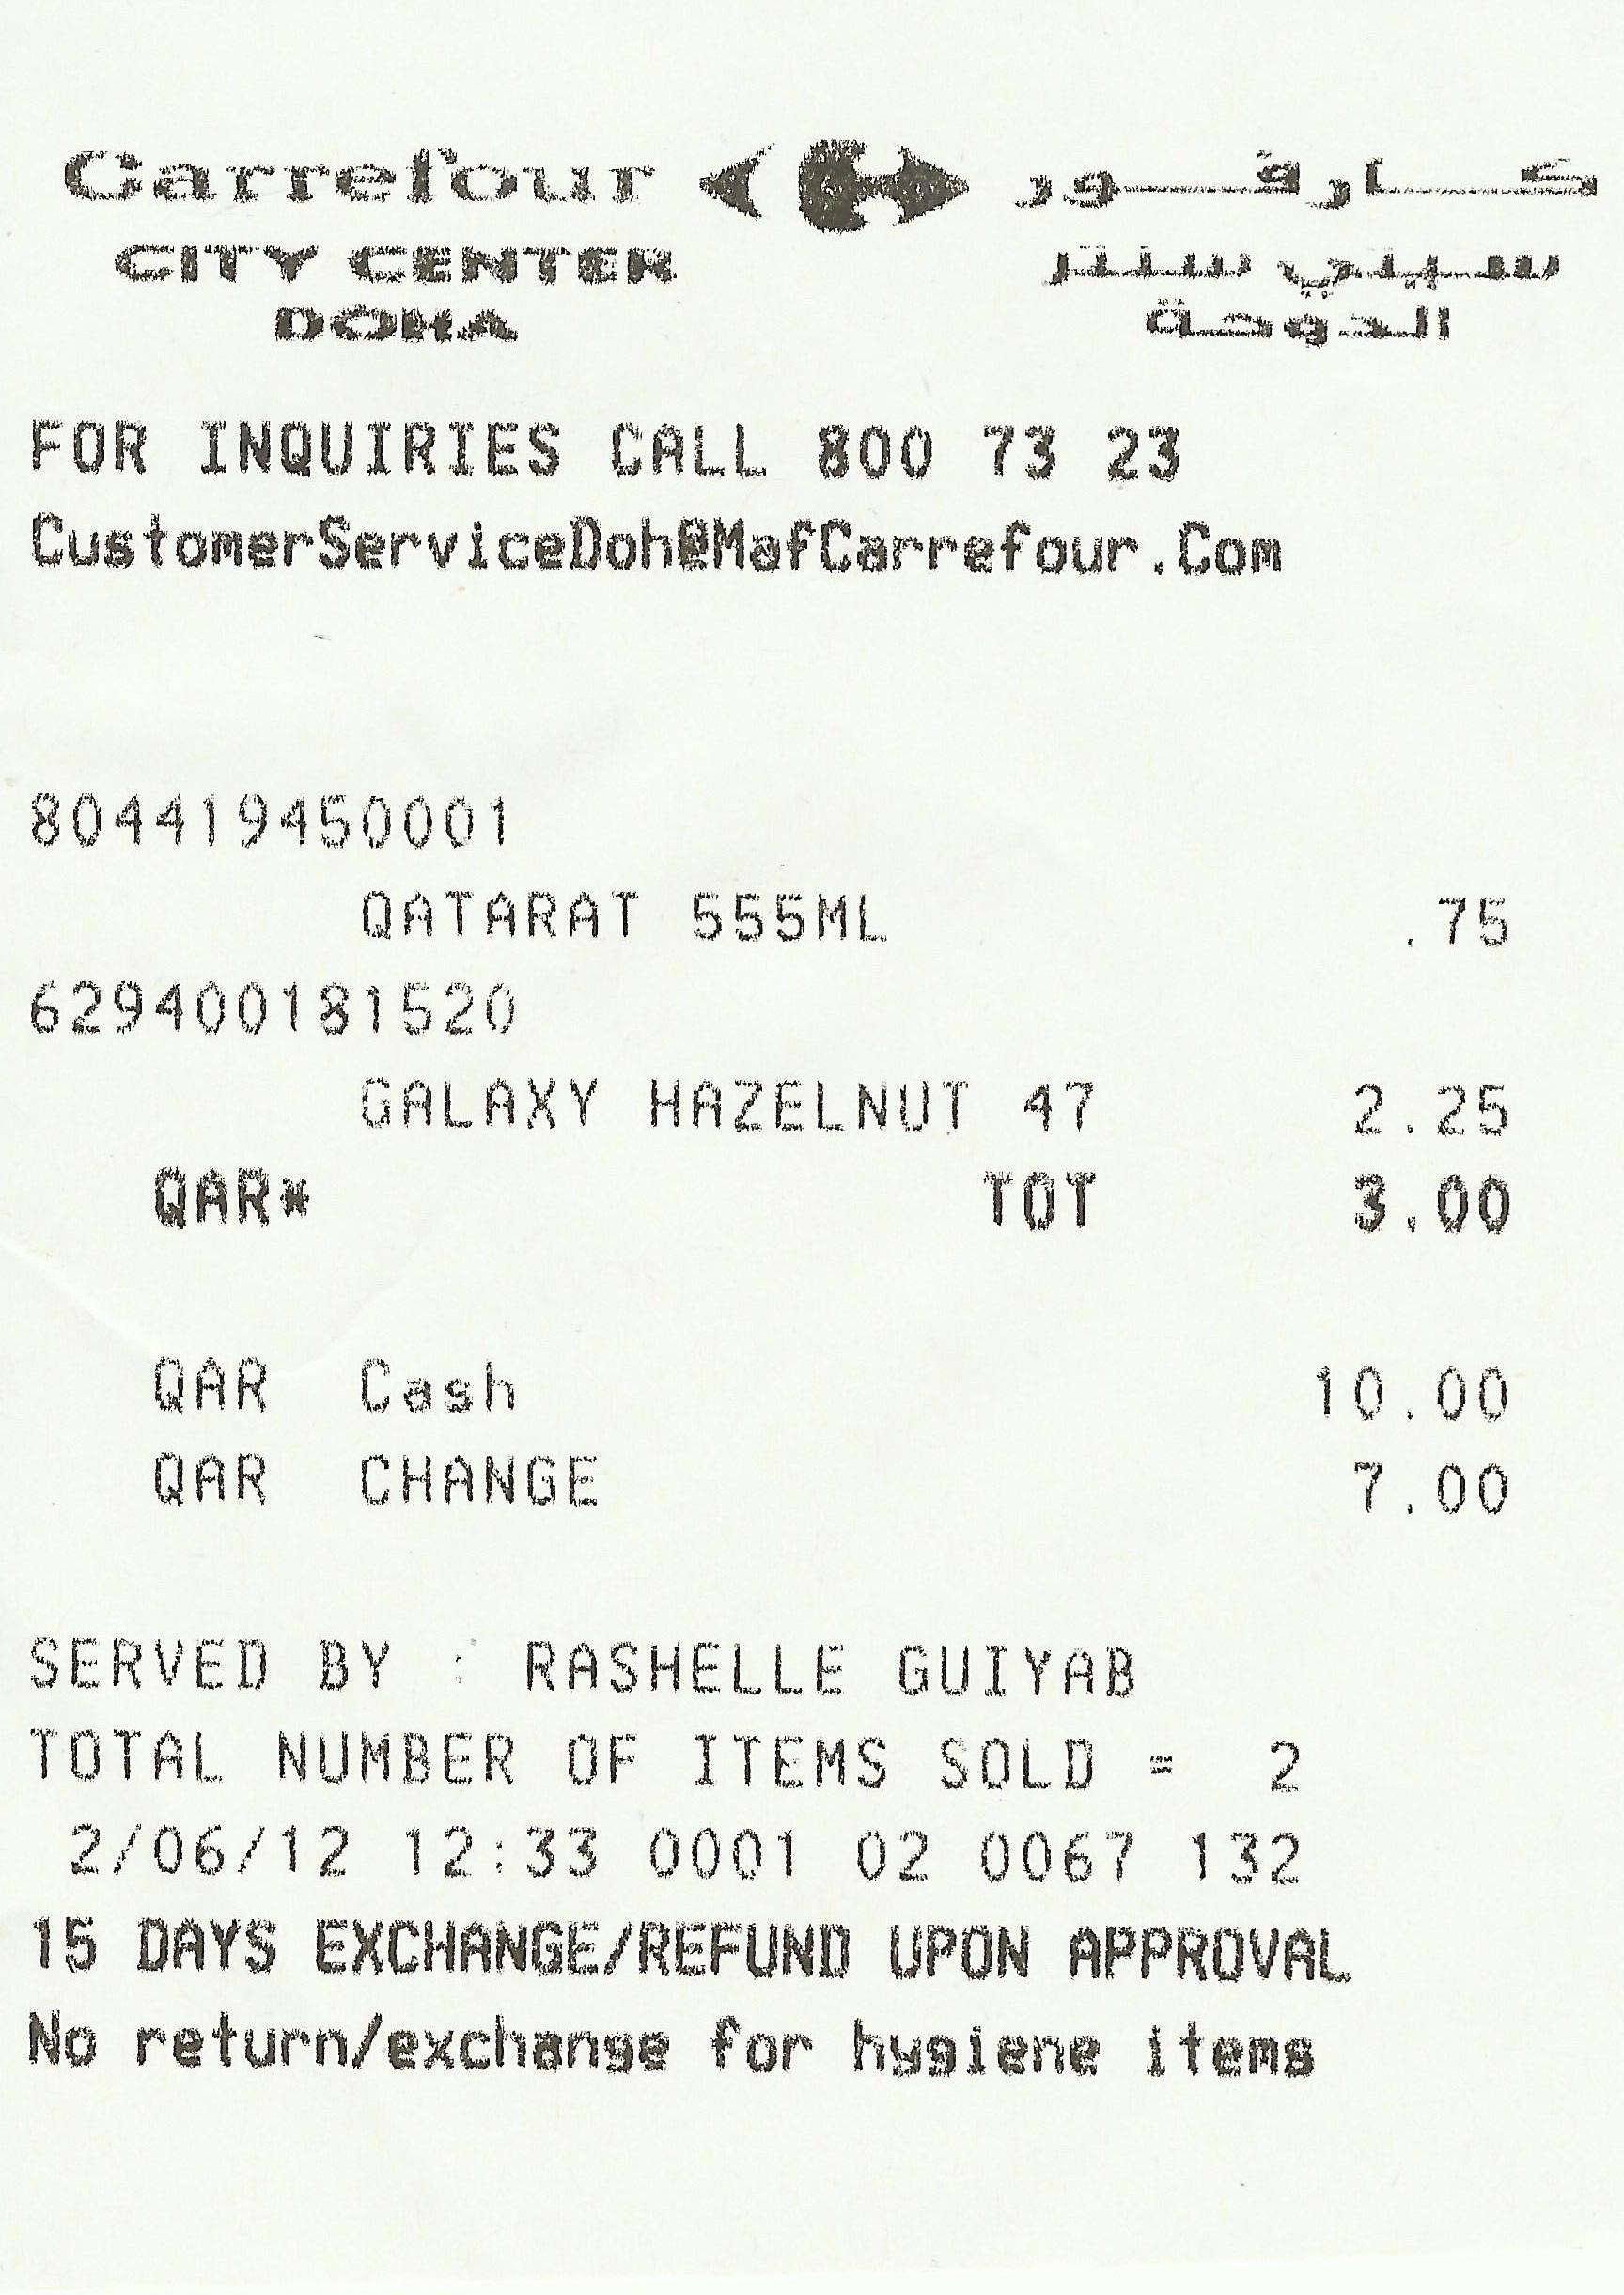 Carrefour كارفور
CITY CENTER سيتي سنتر
DOHA الدوحة
FOR INQUIRIES CALL 800 73 23
CustomerServiceDoh@MafCarrefour.Com
804419450001
QATARAT 555ML .75
629400181520
GALAXY HAZELNUT 47 2.25
QAR* TOT 3.00
QAR Cash 10.00
QAR CHANGE 7.00
SERVED BY : RASHELLE GUIYAB
TOTAL NUMBER OF ITEMS SOLD = 2
2/06/12 12:33 0001 02 0067 132
15 DAYS EXCHANGE/REFUND UPON APPROVAL
No return/exchange for hygiene items